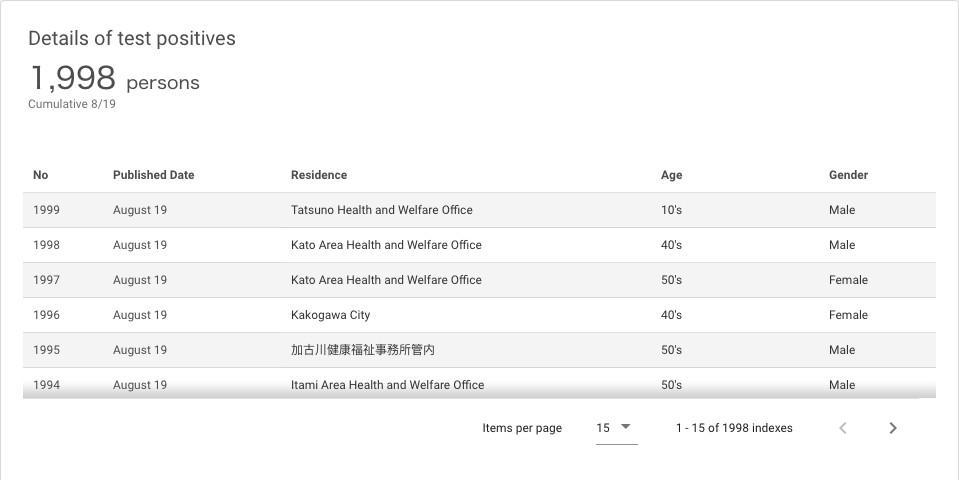 Details of test positives
1,998 persons
Cumulative 8/19
No Published Date Residence Age Gender
1999 August 19 Tatsuno Health and Welfare Office 10's Male
1998 August 19 Kato Area Health and Welfare Office 40's Male
1997 August 19 Kato Area Health and Welfare Office 50's Female
1996 August 19 Kakogawa City 40's Female
1995 August 19 加古川健康福祉事務所管内 50's Male
1994 August 19 Itami Area Health and Welfare Office 50's Male
Items per page 15 1 - 15 of 1998 indexes